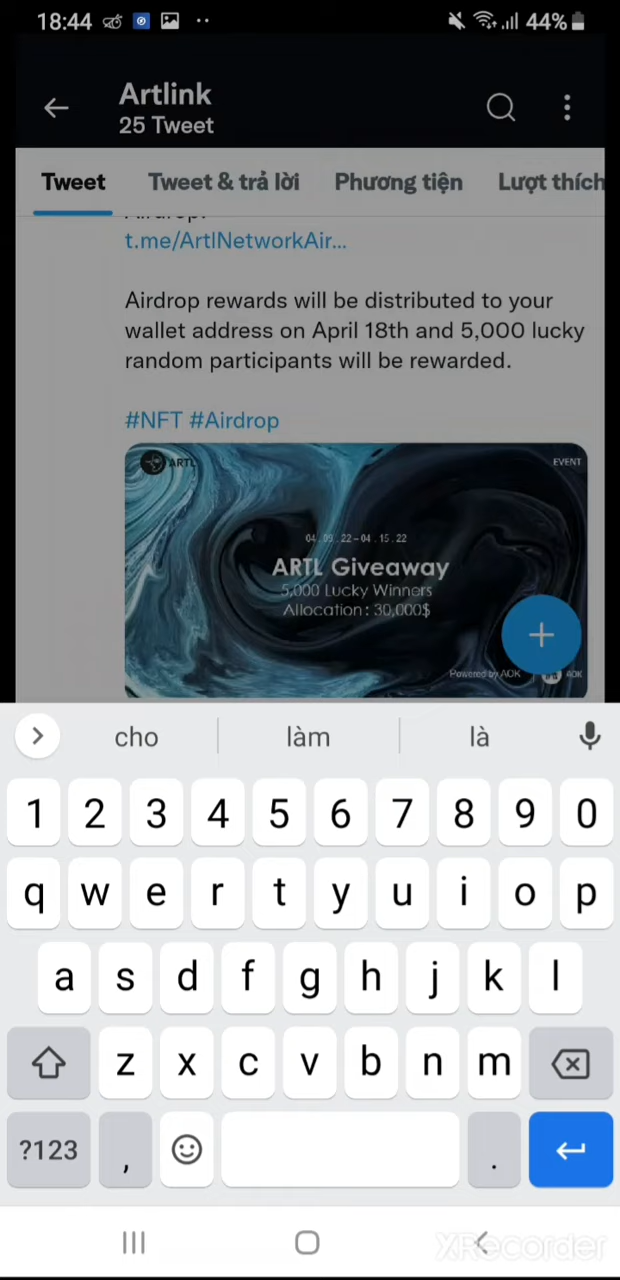 18:44
44%
Artlink
25 Tweet
Tweet
Tweet & trả lời
Phương tiện
Lượt thích
Airdrop:
t.me/ArtlNetworkAir...
Airdrop rewards will be distributed to your
wallet address on April 18th and 5,000 lucky
random participants will be rewarded.
#NFT #Airdrop
ARTL
EVENT
04.09.22-04.15.22
ARTL Giveaway
5,000 Lucky Winners
Allocation : 30,000$
Powered by AOK
AOK
cho
làm
là
1 2 3 4 5 6 7 8 9 0
q w e r t y u i o p
a s d f g h j k l
z x c v b n m
?123 , .
XRecorder